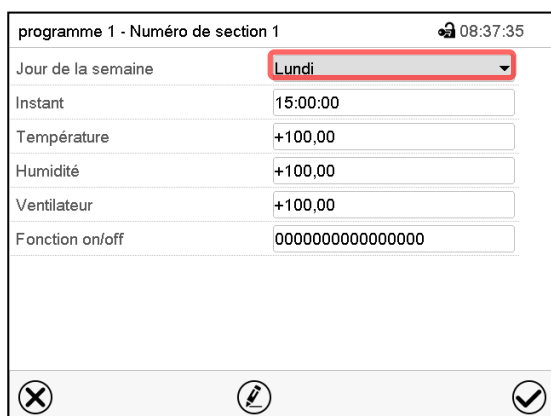 programme 1 - Numéro de section 1 08:37:35
Jour de la semaine Lundi
Instant 15:00:00
Température +100,00
Humidité +100,00
Ventilateur +100,00
Fonction on/off 0000000000000000